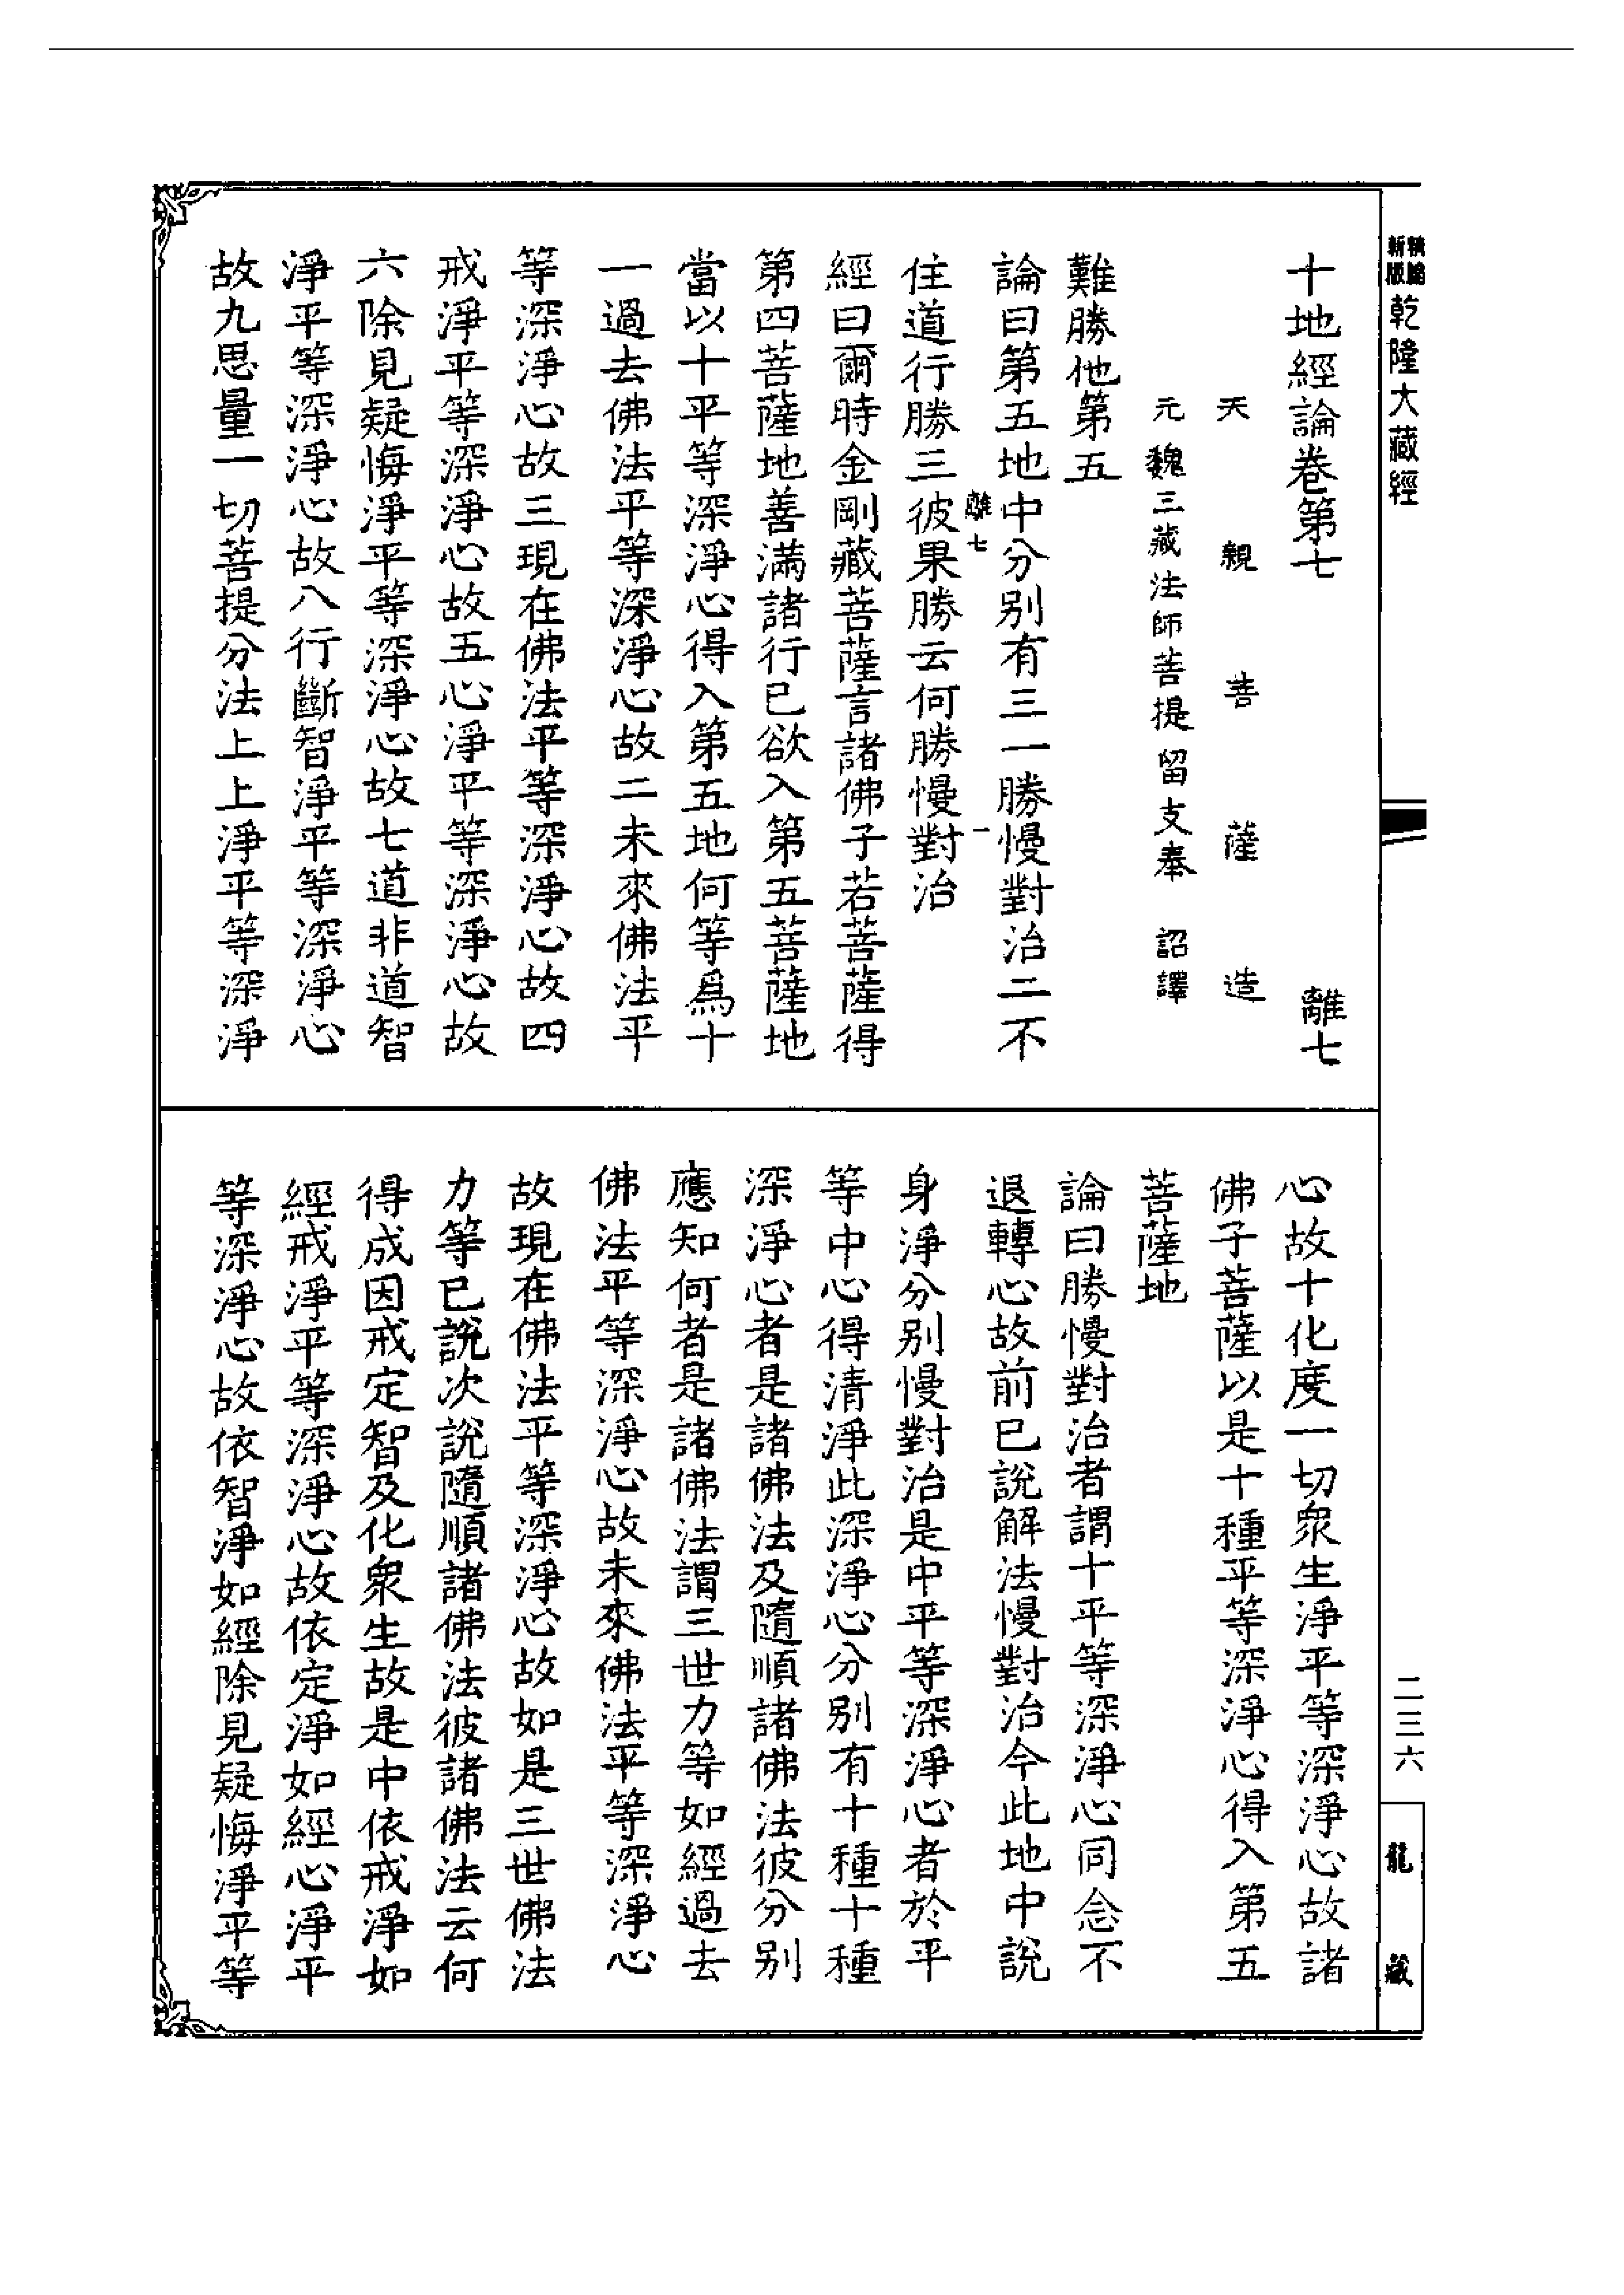 精編
新版
乾隆大藏經
十地經論卷第七 離七
天親菩薩造
元魏三藏法師菩提留支奉 詔譯
難勝他第五
論曰第五地中分别有三一勝慢對治二不
離七 一
住道行勝三彼果勝云何勝慢對治
經曰爾時金剛藏菩薩言諸佛子若菩薩得
第四菩薩地善滿諸行已欲入第五菩薩地
當以十平等深淨心得入第五地何等爲十
一過去佛法平等深淨心故二未來佛法平
等深淨心故三現在佛法平等深淨心故四
戒淨平等深淨心故五心淨平等深淨心故
六除見疑悔淨平等深淨心故七道非道智
淨平等深淨心故八行斷智淨平等深淨心
故九思量一切菩提分法上上淨平等深淨
心故十化度一切衆生淨平等深淨心故諸
佛子菩薩以是十種平等深淨心得入第五
菩薩地
論曰勝慢對治者謂十平等深淨心同念不
退轉心故前已說解法慢對治今此地中說
身淨分别慢對治是中平等深淨心者於平
等中心得清淨此深淨心分别有十種十種
深淨心者是諸佛法及隨順諸佛法彼分别
應知何者是諸佛法謂三世力等如經過去
佛法平等深淨心故未來佛法平等深淨心
故現在佛法平等深淨心故如是三世佛法
力等已說次說隨順諸佛法彼諸佛法云何
得成因戒定智及化衆生故是中依戒淨如
經戒淨平等深淨心故依定淨如經心淨平
等深淨心故依智淨如經除見疑悔淨平等
二三六
龍藏